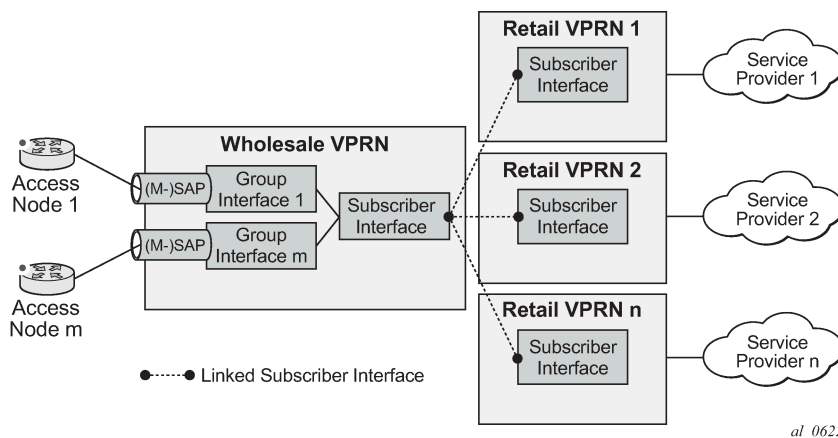 Retail VPRN 1
Subscriber
Interface
Service
Provider 1
Wholesale VPRN
Access
Node 1
(M-)SAP
Group
Interface 1
Subscriber
Interface
(M-)SAP
Group
Interface m
Access
Node m
Retail VPRN 2
Subscriber
Interface
Service
Provider 2
Retail VPRN n
Subscriber
Interface
Service
Provider n
Linked Subscriber Interface